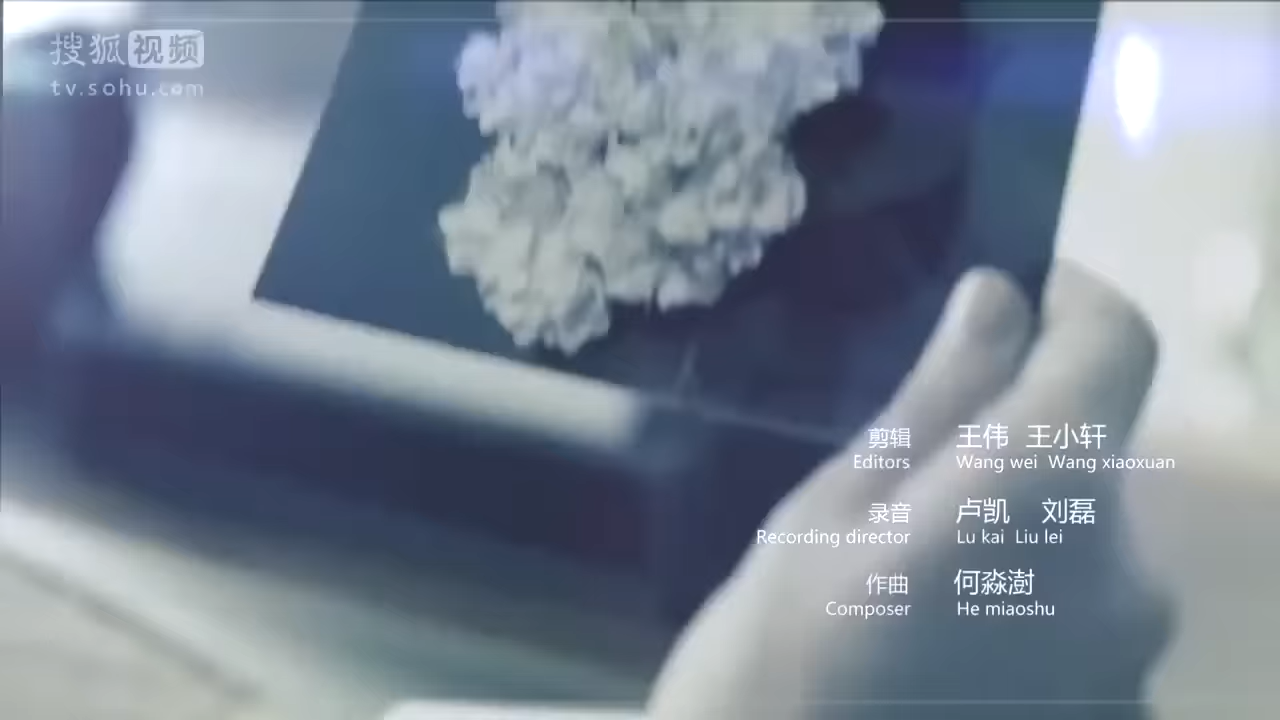 搜狐视频
tv.sohu.com
剪辑 王伟 王小轩
Editors Wang wei Wang xiaoxuan
录音 卢凯 刘磊
Recording director Lu kai Liu lei
作曲 何淼澍
Composer He miaoshu